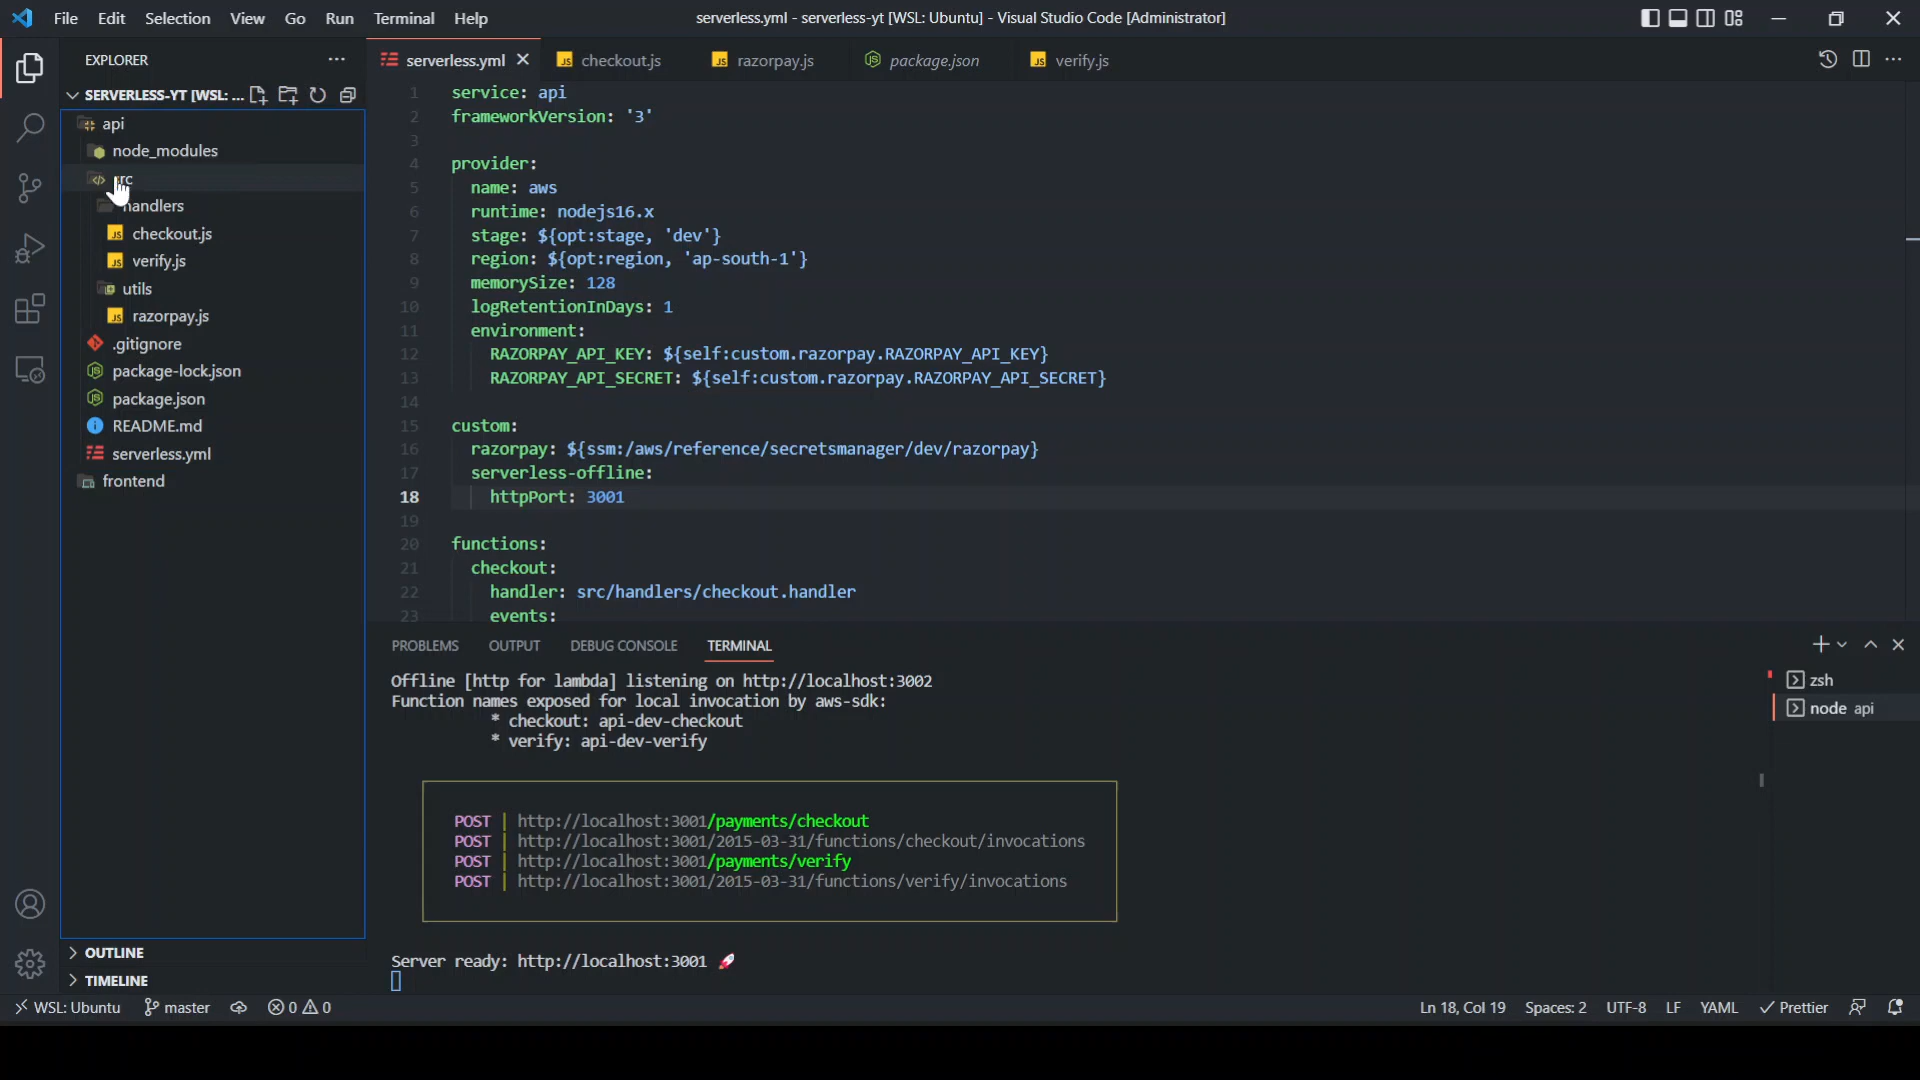 File Edit Selection View Go Run Terminal Help
serverless.yml - serverless-yt [WSL: Ubuntu] - Visual Studio Code [Administrator]
EXPLORER
SERVERLESS-YT [WSL: ...
api
node_modules
src
handlers
checkout.js
verify.js
utils
razorpay.js
.gitignore
package-lock.json
package.json
README.md
serverless.yml
frontend
OUTLINE
TIMELINE
serverless.yml
checkout.js
razorpay.js
package.json
verify.js
1 service: api
2 frameworkVersion: '3'
3
4 provider:
5 name: aws
6 runtime: nodejs16.x
7 stage: ${opt:stage, 'dev'}
8 region: ${opt:region, 'ap-south-1'}
9 memorySize: 128
10 logRetentionInDays: 1
11 environment:
12 RAZORPAY_API_KEY: ${self:custom.razorpay.RAZORPAY_API_KEY}
13 RAZORPAY_API_SECRET: ${self:custom.razorpay.RAZORPAY_API_SECRET}
14
15 custom:
16 razorpay: ${ssm:/aws/reference/secretsmanager/dev/razorpay}
17 serverless-offline:
18 httpPort: 3001
19
20 functions:
21 checkout:
22 handler: src/handlers/checkout.handler
23 events:
PROBLEMS OUTPUT DEBUG CONSOLE TERMINAL
Offline [http for lambda] listening on http://localhost:3002
Function names exposed for local invocation by aws-sdk:
* checkout: api-dev-checkout
* verify: api-dev-verify
POST | http://localhost:3001/payments/checkout
POST | http://localhost:3001/2015-03-31/functions/checkout/invocations
POST | http://localhost:3001/payments/verify
POST | http://localhost:3001/2015-03-31/functions/verify/invocations
Server ready: http://localhost:3001 🚀
zsh
node api
WSL: Ubuntu master 0 0
Ln 18, Col 19 Spaces: 2 UTF-8 LF YAML Prettier